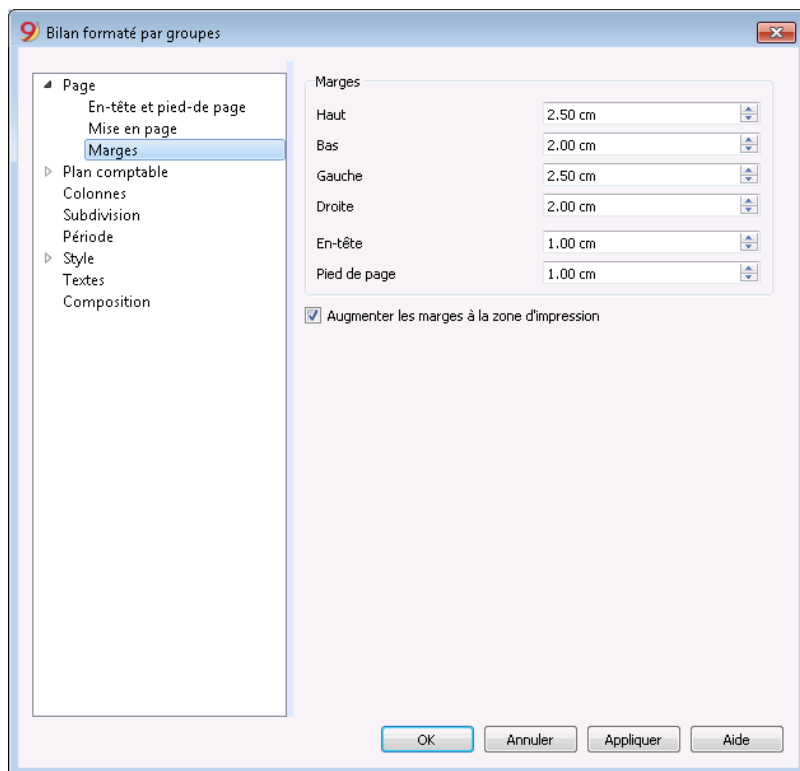 9 Bilan formaté par groupes
Page
En-tête et pied-de page
Mise en page
Marges
Plan comptable
Colonnes
Subdivision
Période
Style
Textes
Composition
Marges
Haut 2.50 cm
Bas 2.00 cm
Gauche 2.50 cm
Droite 2.00 cm
En-tête 1.00 cm
Pied de page 1.00 cm
Augmenter les marges à la zone d'impression
OK Annuler Appliquer Aide